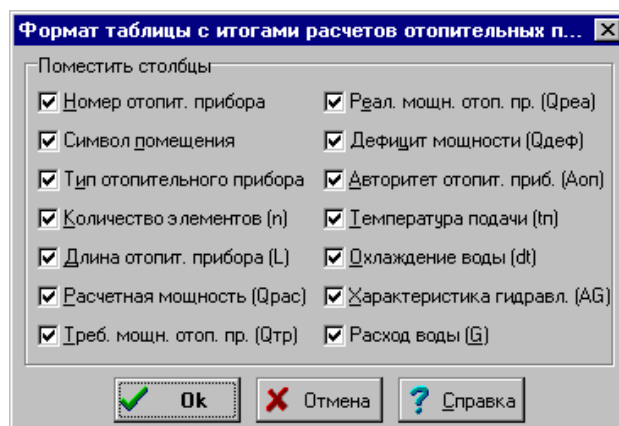 Формат таблицы с итогами расчетов отопительных п...
Поместить столбцы
Номер отопит. прибора
Символ помещения
Тип отопительного прибора
Количество элементов (n)
Длина отопит. прибора (L)
Расчетная мощность (Qрас)
Треб. мощн. отоп. пр. (Qтр)
Реал. мощн. отоп. пр. (Qреа)
Дефицит мощности (Qдеф)
Авторитет отопит. приб. (Аоп)
Температура подачи (tп)
Охлаждение воды (dt)
Характеристика гидравл. (AG)
Расход воды (G)
Ok
Отмена
Справка